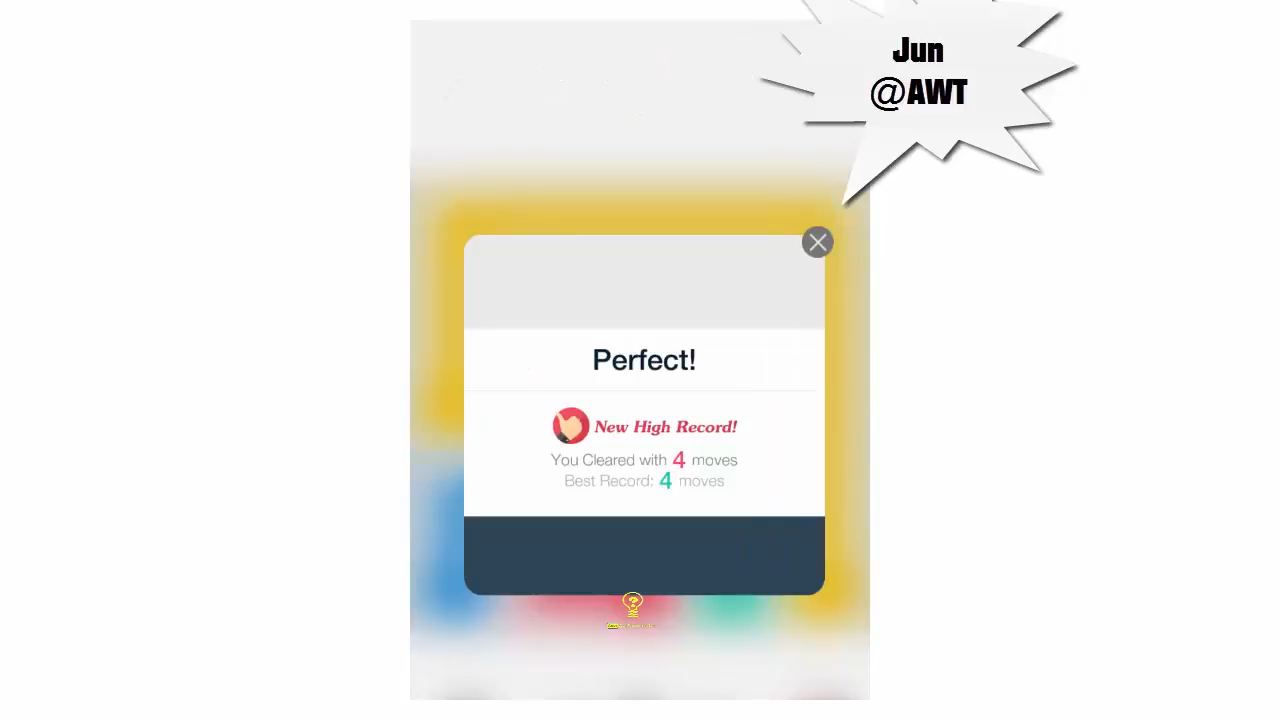 Jun
@AWT
Perfect!
New High Record!
You Cleared with 4 moves
Best Record: 4 moves